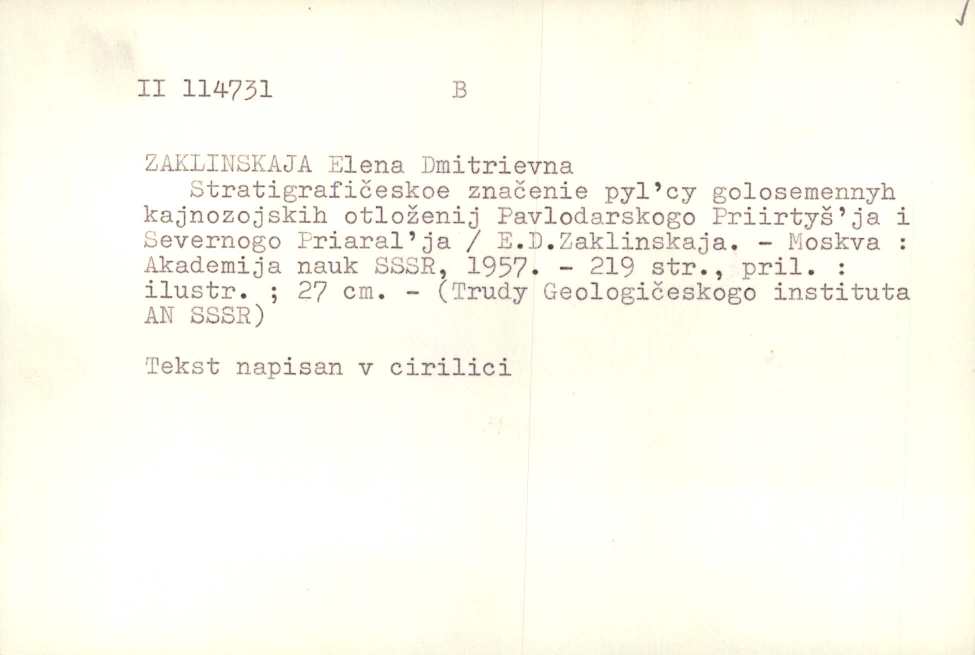 II 114731 B
ZAKLINSKAJA Elena Dmitrievna
Stratigrafičeskoe značenie pyl'cy golosemennyh
kajnozojskih otloženij Pavlodarskogo Priirtyš'ja i
Severnogo Priaral'ja / E.D.Zaklinskaja. - Moskva :
Akademija nauk SSSR, 1957. - 219 str., pril. :
ilustr. ; 27 cm. - (Trudy Geologičeskogo instituta
AN SSSR)
Tekst napisan v cirilici